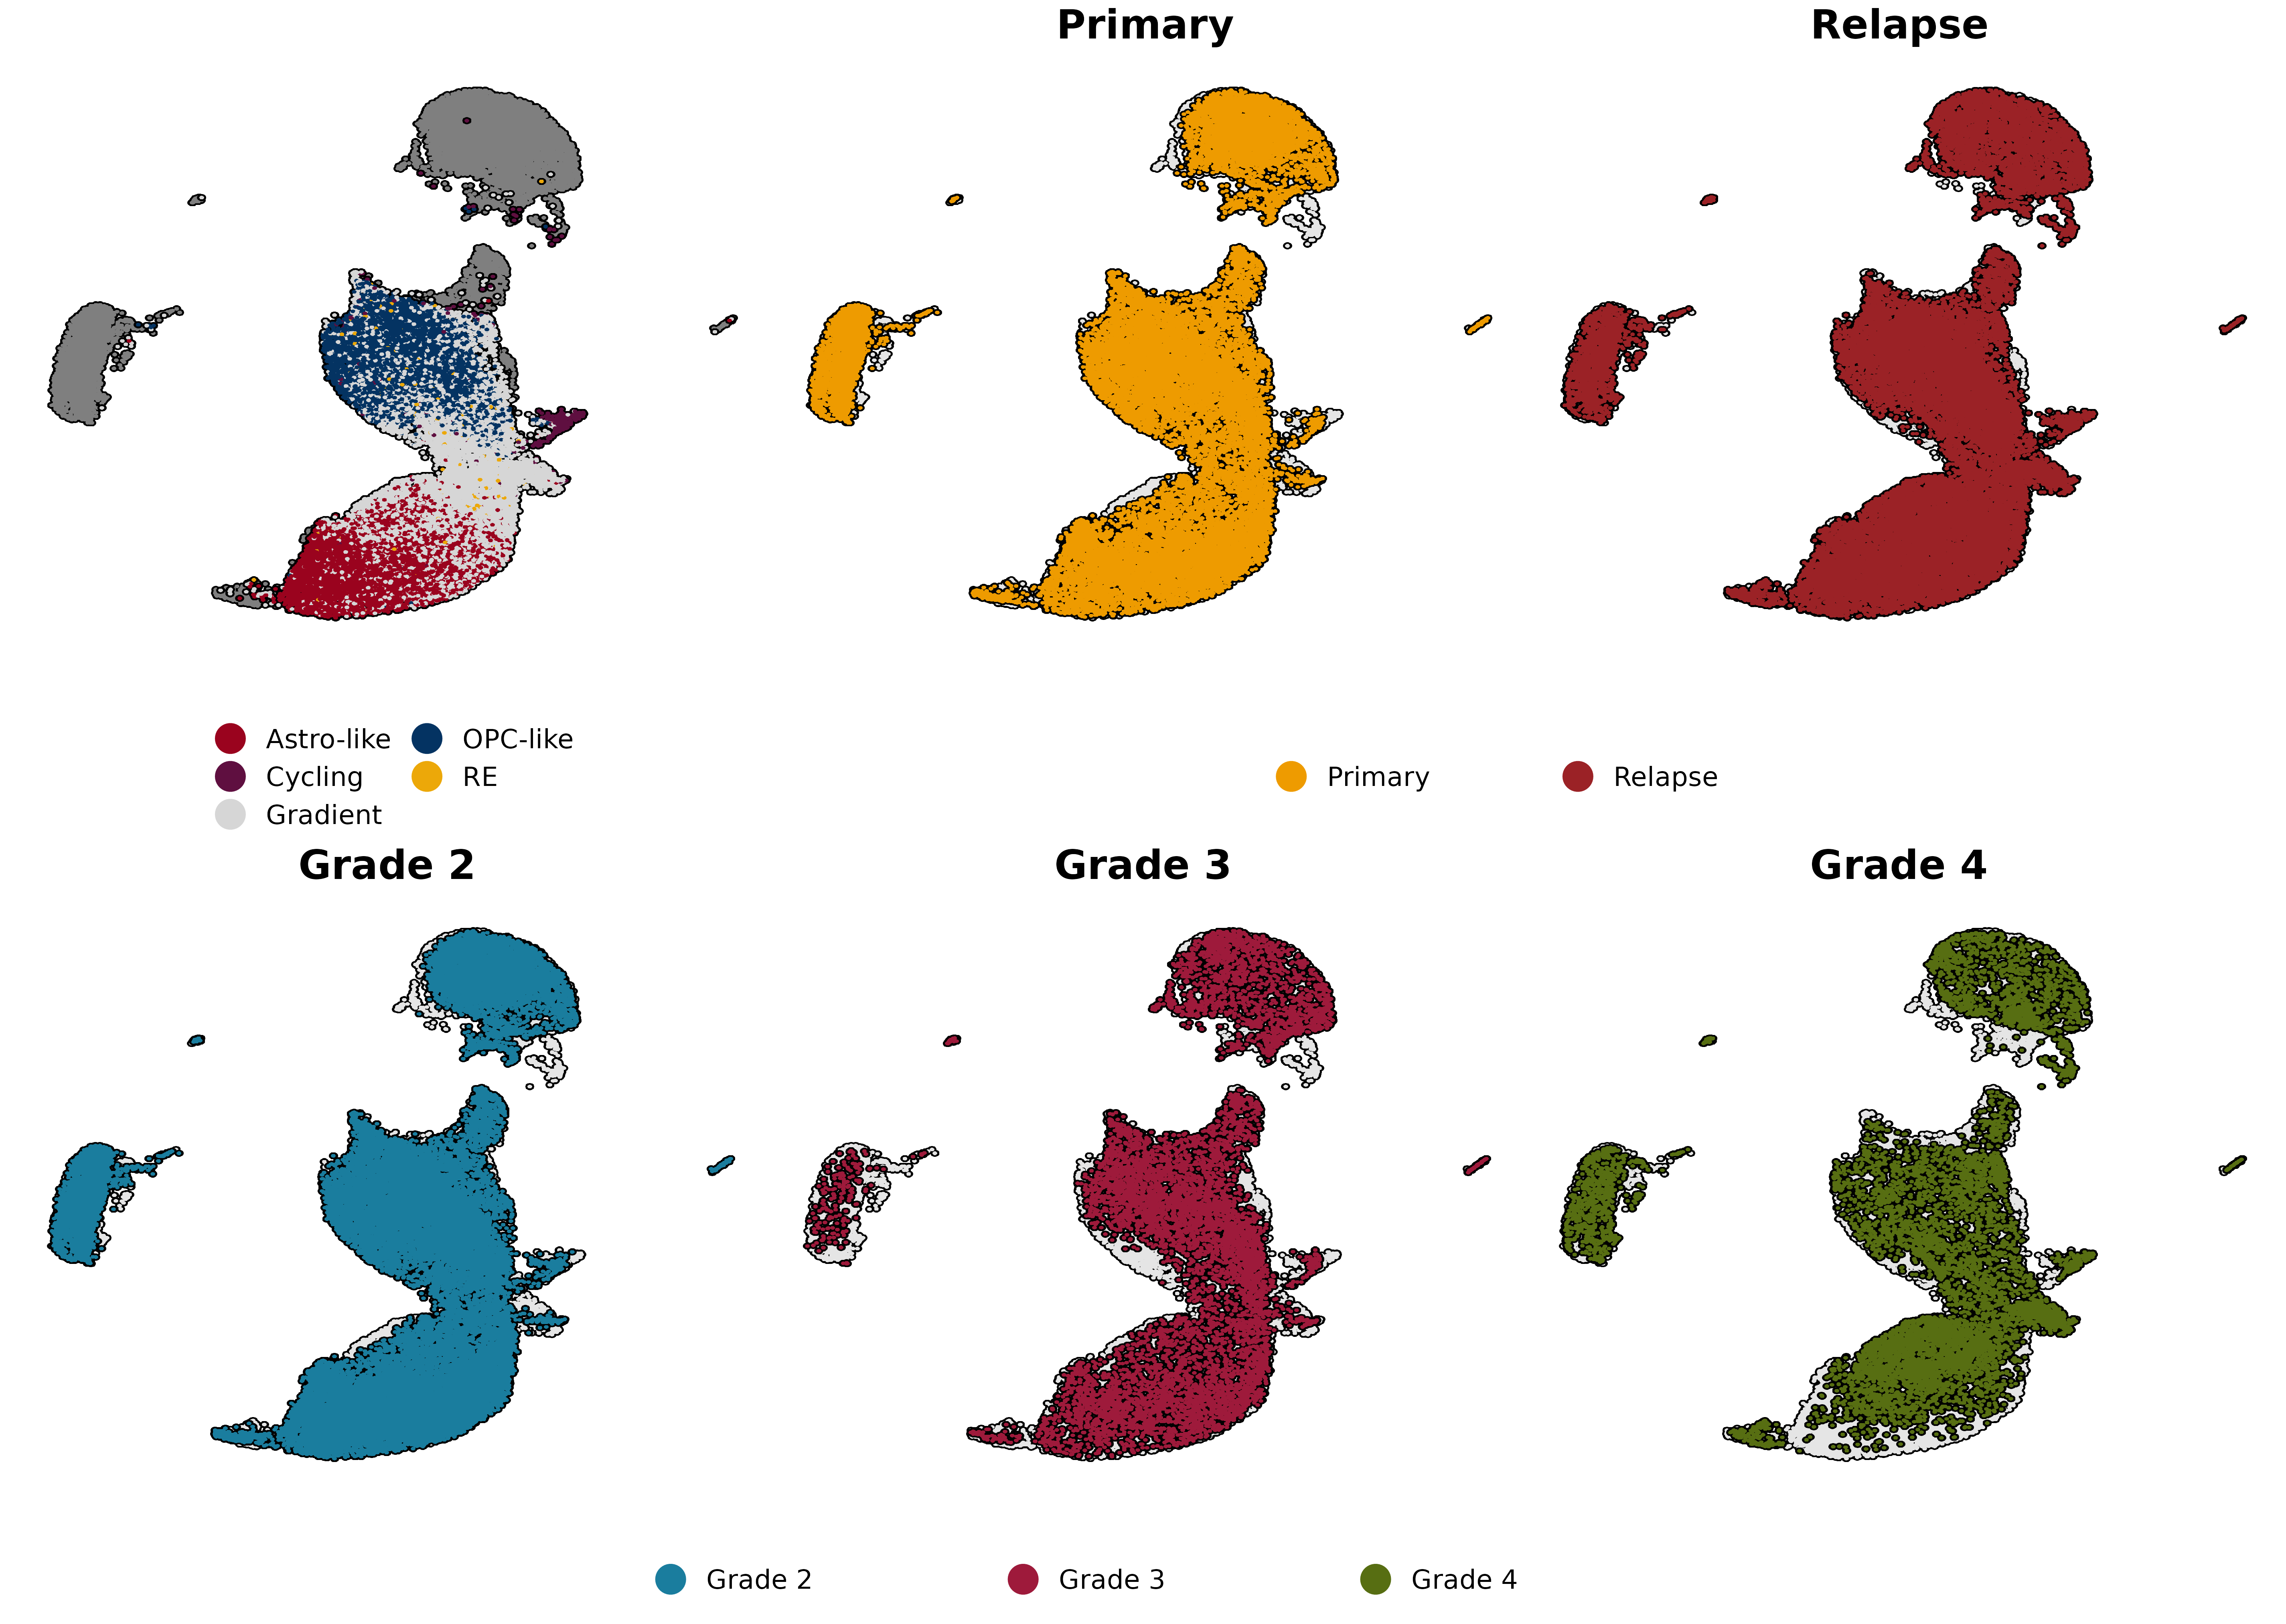 Primary
Relapse
Astro-like
OPC-like
Cycling
RE
Gradient
Primary
Relapse
Grade 2
Grade 3
Grade 4
Grade 2
Grade 3
Grade 4